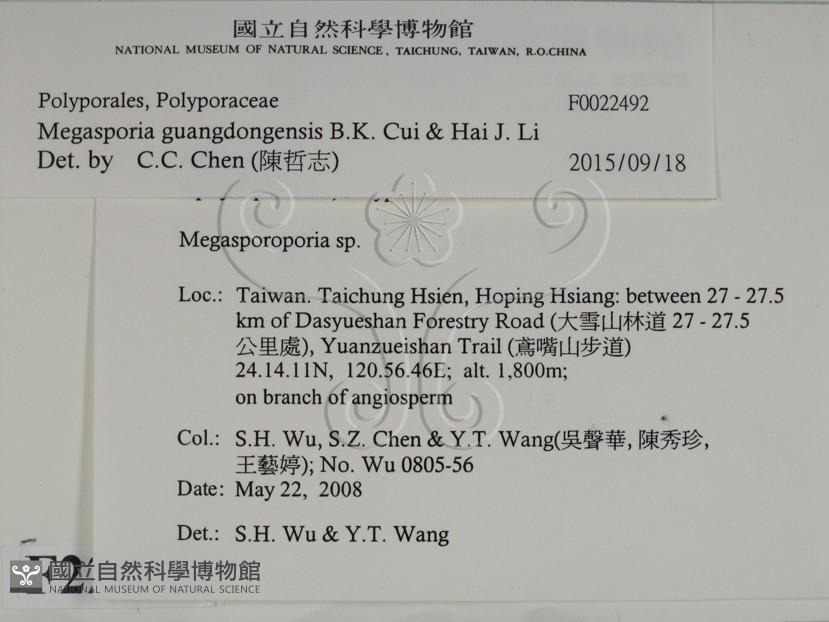 國立自然科學博物館
NATIONAL MUSEUM OF NATURAL SCIENCE, TAICHUNG, TAIWAN, R.O.CHINA
Polyporales, Polyporaceae F0022492
Megasporia guangdongensis B.K. Cui & Hai J. Li
Det. by C.C. Chen (陳哲志) 2015/09/18
Megasporoporia sp.
Loc.: Taiwan. Taichung Hsien, Hoping Hsiang: between 27 - 27.5
km of Dasyueshan Forestry Road (大雪山林道 27 - 27.5
公里處), Yuanzueishan Trail (鳶嘴山步道)
24.14.11N, 120.56.46E; alt. 1,800m;
on branch of angiosperm
Col.: S.H. Wu, S.Z. Chen & Y.T. Wang(吳聲華, 陳秀珍,
王藝婷); No. Wu 0805-56
Date: May 22, 2008
Det.: S.H. Wu & Y.T. Wang
國立自然科學博物館
NATIONAL MUSEUM OF NATURAL SCIENCE